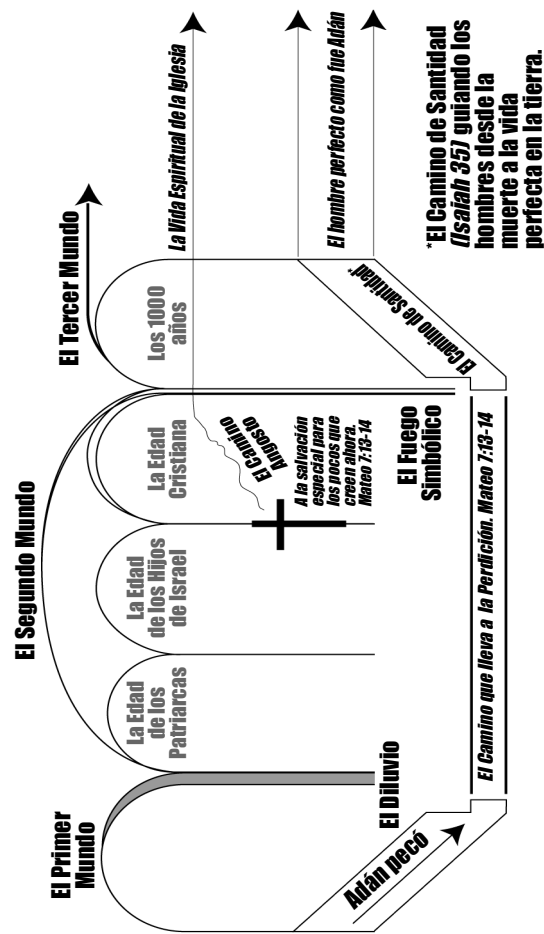 El Primer
Mundo
El Segundo Mundo
El Tercer Mundo
La Edad
de los
Patriarcas
La Edad
de los Hijos
de Israel
La Edad
Cristiana
Los 1000
años
La Vida Espiritual de la Iglesia
El Camino
Angosto
A la salvación
especial para
los pocos que
creen ahora.
Mateo 7:13-14
El hombre perfecto como fue Adán
El Camino de Santidad*
El Diluvio
El Fuego
Simbólico
Adán pecó
El Camino que lleva a la Perdición. Mateo 7:13-14
*El Camino de Santidad
(Isaiah 35) guiando los
hombres desde la
muerte a la vida
perfecta en la tierra.